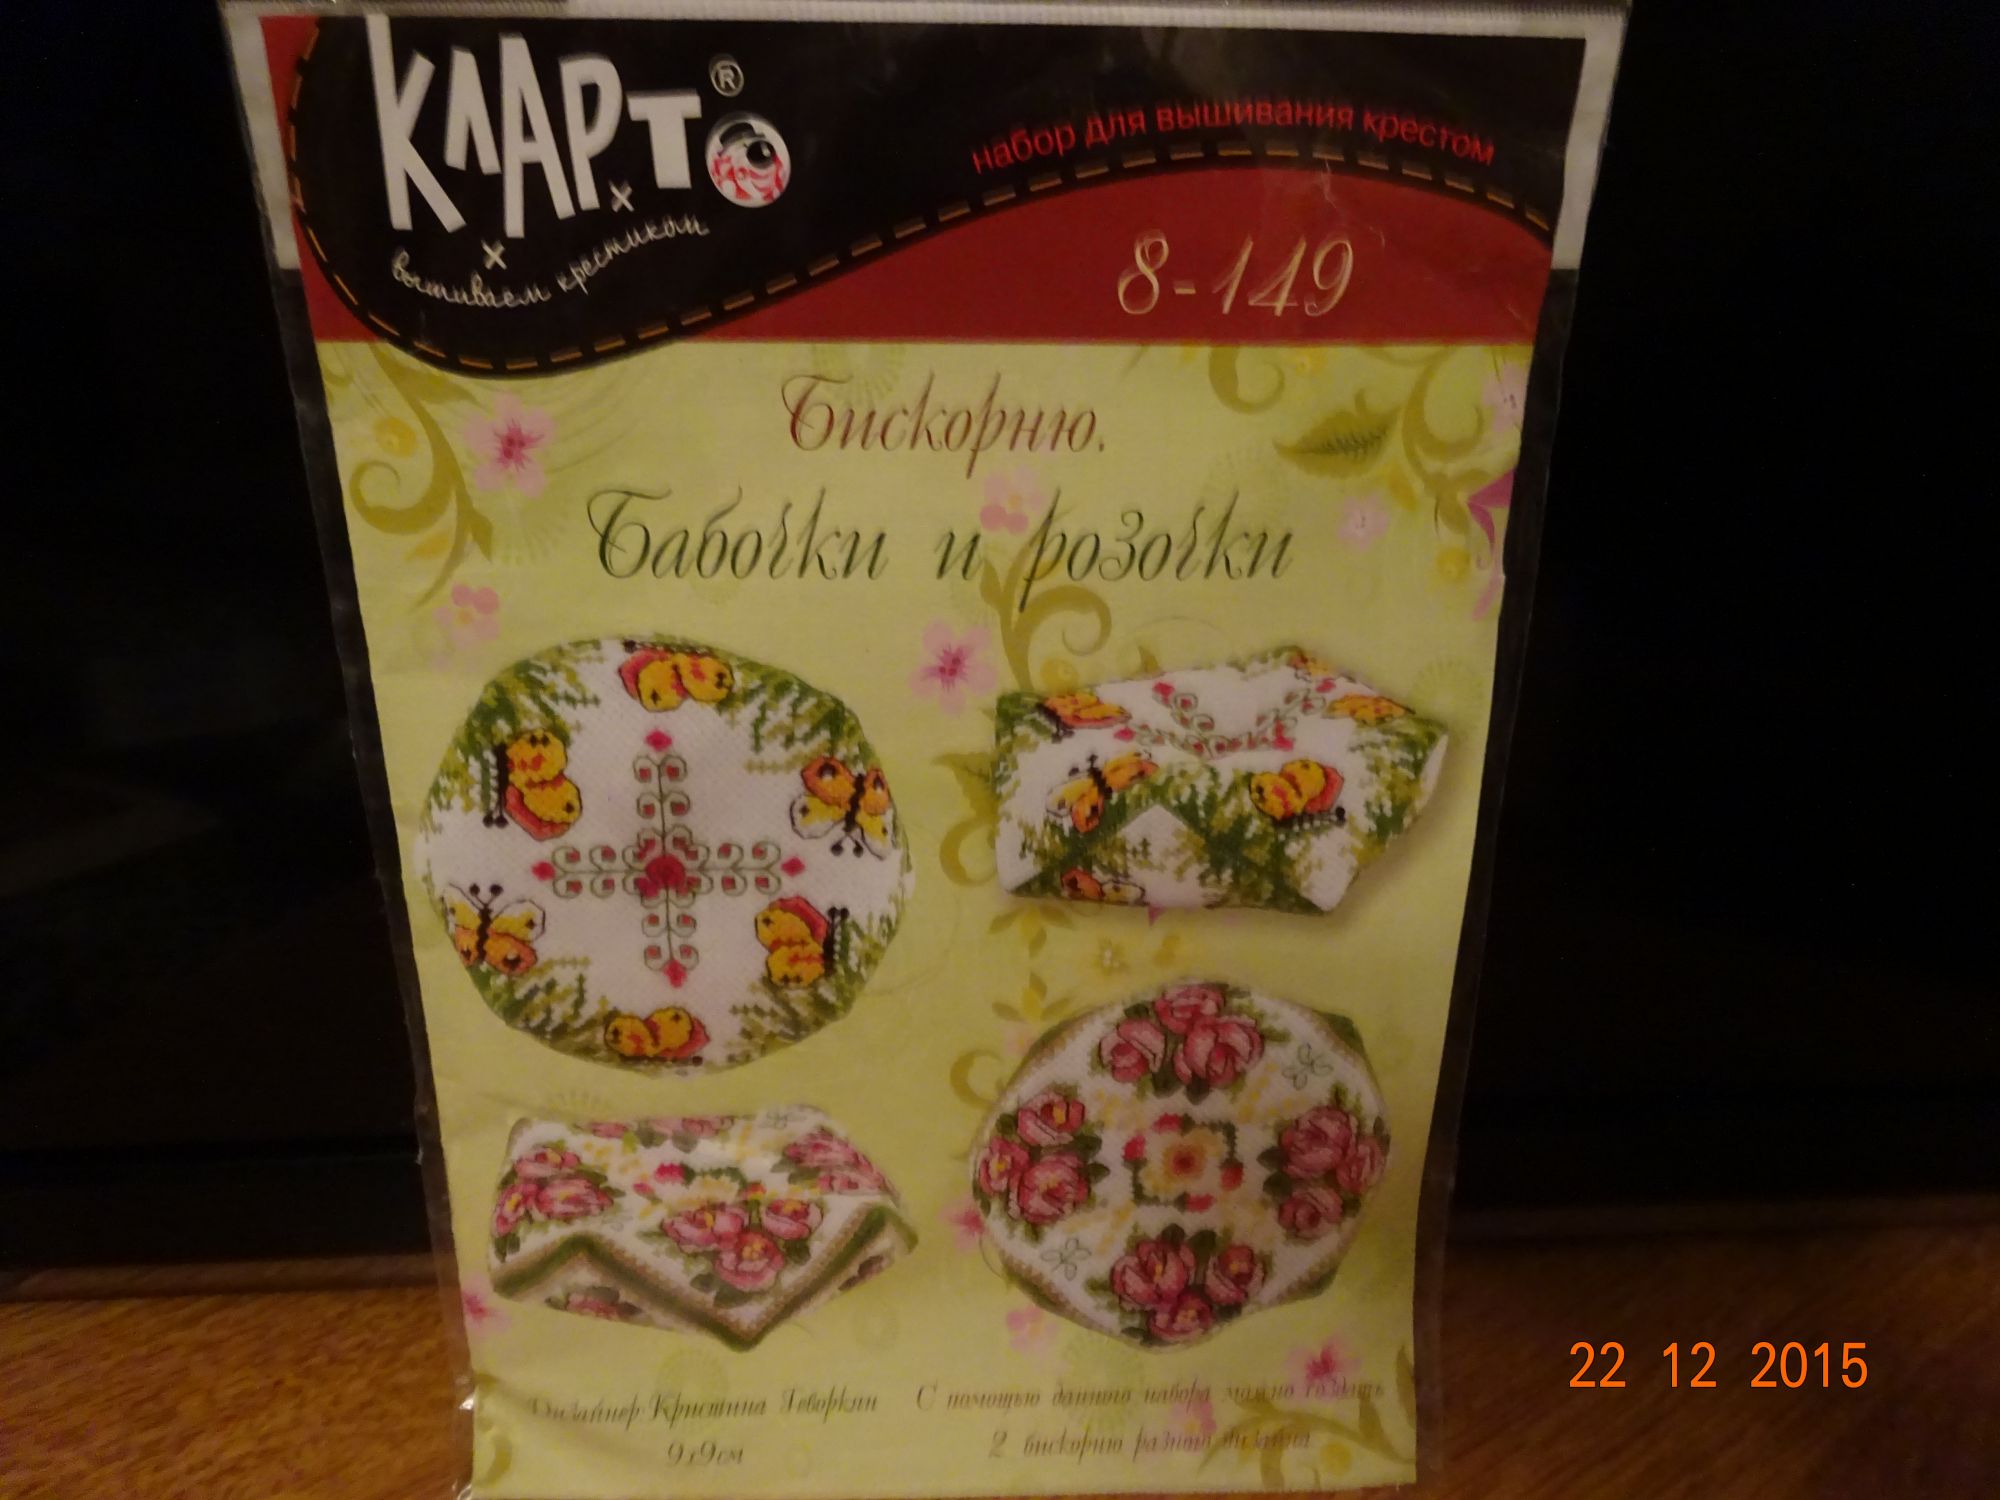 КЛАРТ®
вышиваем крестиком
набор для вышивания крестом
8-149
Бискорню.
Бабочки и розочки
Дизайнер: Кристина Геворкян
9х9см
С помощью данного набора можно создать
2 бискорню разного дизайна
22 12 2015